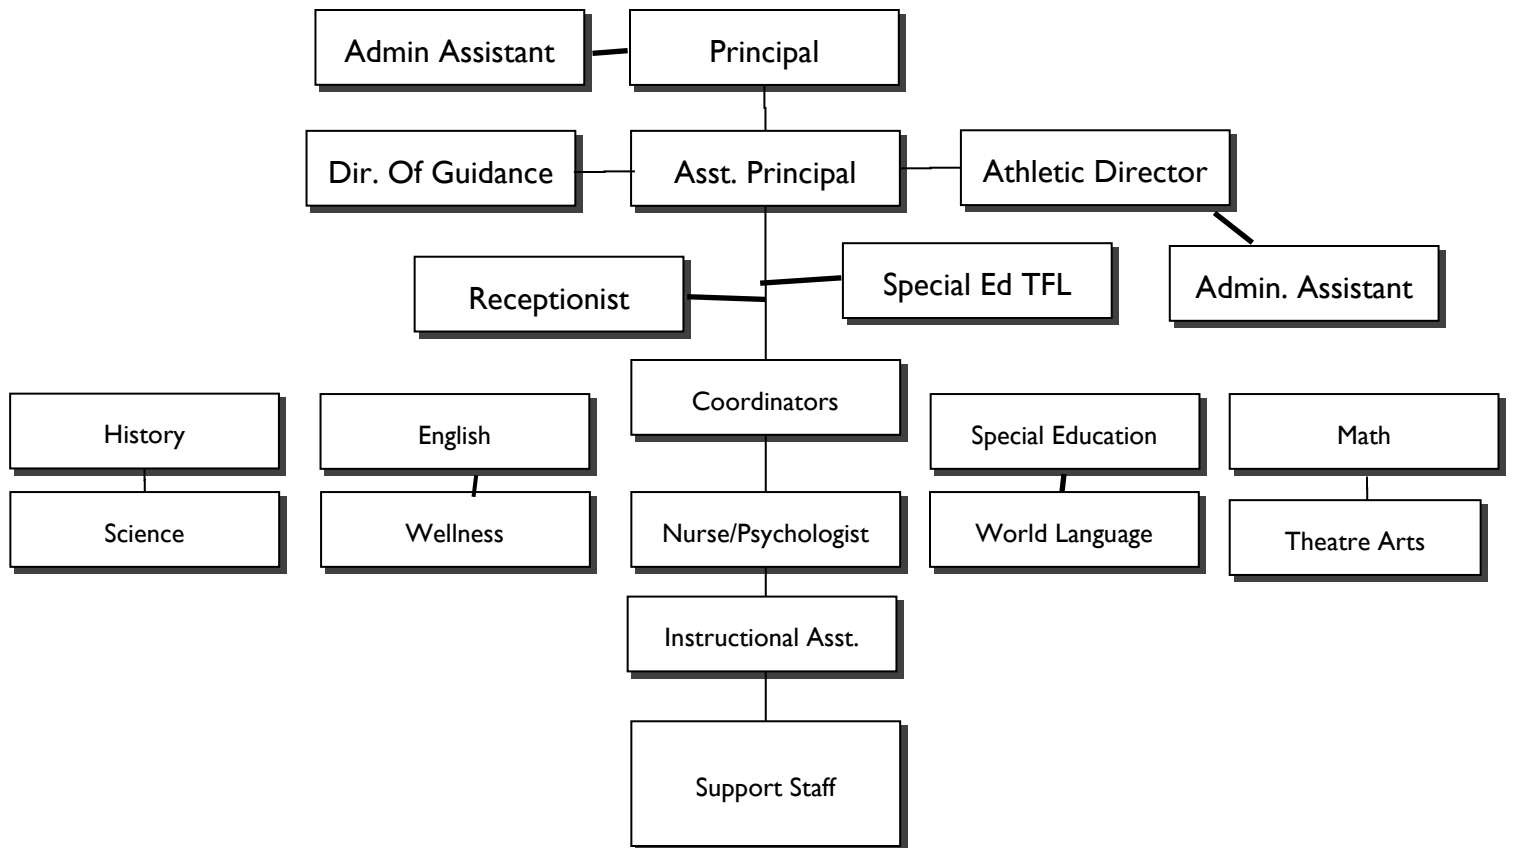 Admin Assistant
Principal
Dir. Of Guidance
Asst. Principal
Athletic Director
Receptionist
Special Ed TFL
Admin. Assistant
Coordinators
History
English
Special Education
Math
Science
Wellness
Nurse/Psychologist
World Language
Theatre Arts
Instructional Asst.
Support Staff